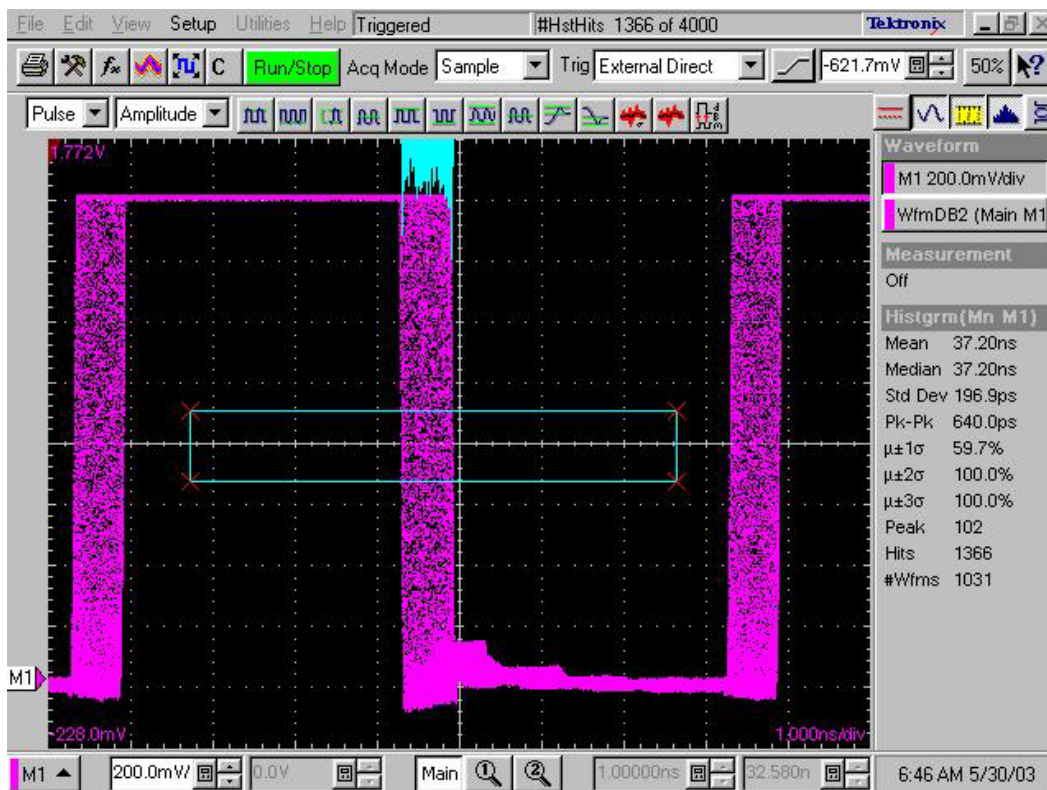 File Edit View Setup Utilities Help Triggered #HstHits 1366 of 4000 Tektronix
fx C Run/Stop Acq Mode Sample Trig External Direct -621.7mV 50% ?
Pulse Amplitude
1.772V
Waveform
M1 200.0mV/div
WfmDB2 (Main M1
Measurement
Off
Histgrm(Mn M1)
Mean 37.20ns
Median 37.20ns
Std Dev 196.9ps
Pk-Pk 640.0ps
µ±1σ 59.7%
µ±2σ 100.0%
µ±3σ 100.0%
Peak 102
Hits 1366
#Wfms 1031
M1
-228.0mV 1.000ns/div
M1 200.0mV/ 0.0V Main 1 2 1.00000ns 32.580n 6:46 AM 5/30/03